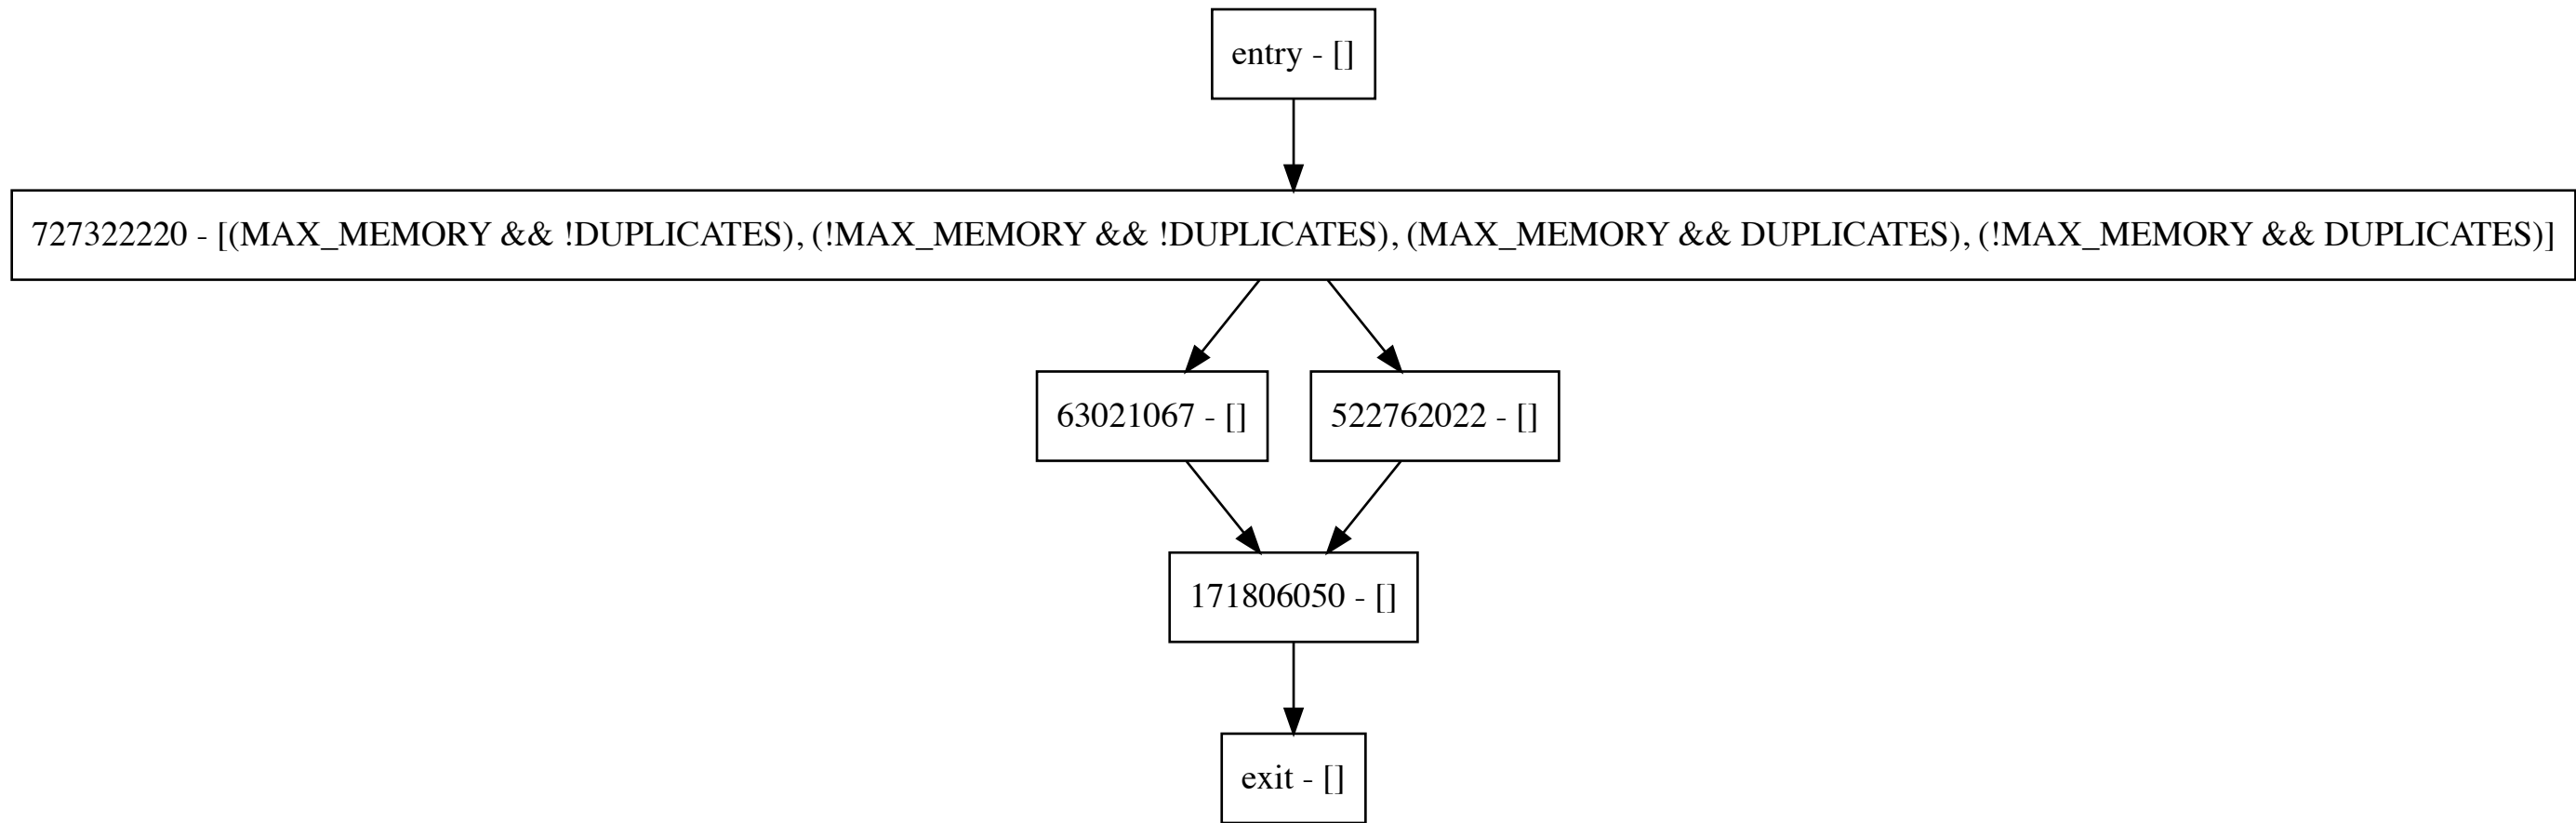 entry - []
727322220 - [(MAX_MEMORY && !DUPLICATES), (!MAX_MEMORY && !DUPLICATES), (MAX_MEMORY && DUPLICATES), (!MAX_MEMORY && DUPLICATES)]
63021067 - []
522762022 - []
171806050 - []
exit - []